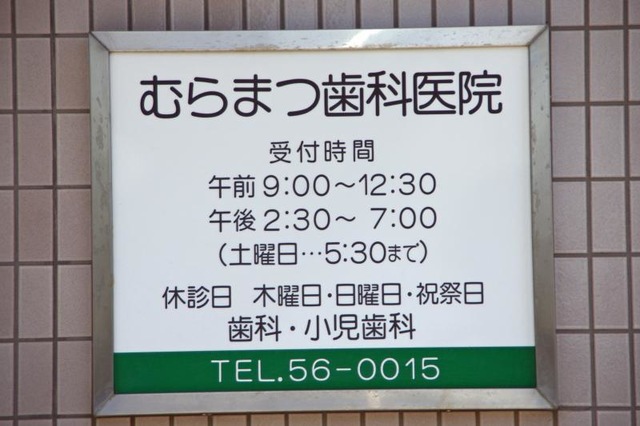 むらまつ歯科医院
受付時間
午前 9:00〜12:30
午後 2:30〜 7:00
(土曜日…5:30まで)
休診日 木曜日・日曜日・祝祭日
歯科・小児歯科
TEL.56-0015